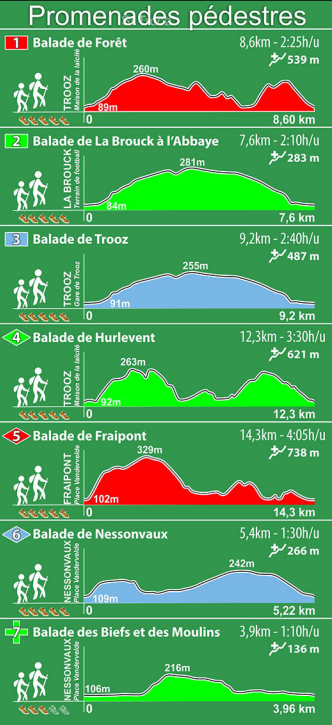 Promenades pédestres
1 Balade de Forêt 8,6km - 2:25h/u
539 m
TROOZ
Maison de la laïcité
260m
89m
0 8,60 km
2 Balade de La Brouck à l'Abbaye 7,6km - 2:10h/u
283 m
LA BROUCK
Terrain de football
281m
84m
0 7,6 km
3 Balade de Trooz 9,2km - 2:40h/u
487 m
TROOZ
Gare de Trooz
255m
91m
0 9,2 km
4 Balade de Hurlevent 12,3km - 3:30h/u
621 m
TROOZ
Maison de la laïcité
263m
92m
0 12,3 km
5 Balade de Fraipont 14,3km - 4:05h/u
738 m
FRAIPONT
Place Vandervelde
329m
102m
0 14,3 km
6 Balade de Nessonvaux 5,4km - 1:30h/u
266 m
NESSONVAUX
Place Vandervelde
242m
109m
0 5,22 km
7 Balade des Biefs et des Moulins 3,9km - 1:10h/u
136 m
NESSONVAUX
Place Vandervelde
216m
106m
0 3,96 km